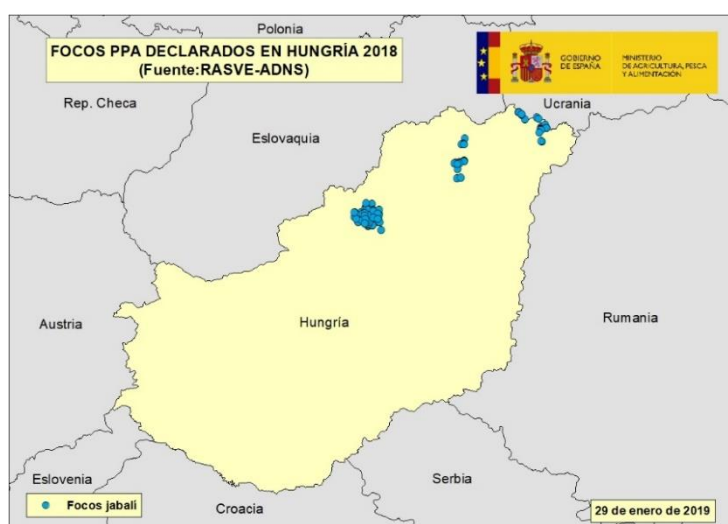 Polonia
FOCOS PPA DECLARADOS EN HUNGRÍA 2018
(Fuente:RASVE-ADNS)
GOBIERNO
DE ESPAÑA
MINISTERIO
DE AGRICULTURA, PESCA
Y ALIMENTACIÓN
Rep. Checa
Ucrania
Eslovaquia
Austria
Hungría
Rumania
Eslovenia
Serbia
Croacia
Focos jabalí
29 de enero de 2019